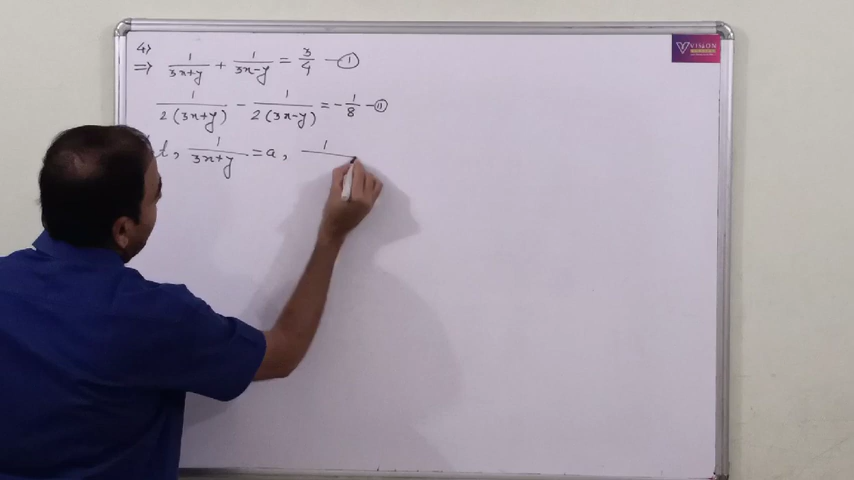 4)
⇒ 1/(3x+y) + 1/(3x-y) = 3/4 - ①
1/(2(3x+y)) - 1/(2(3x-y)) = -1/8 - ⑪
t, 1/(3x+y) = a, 1/
VISION